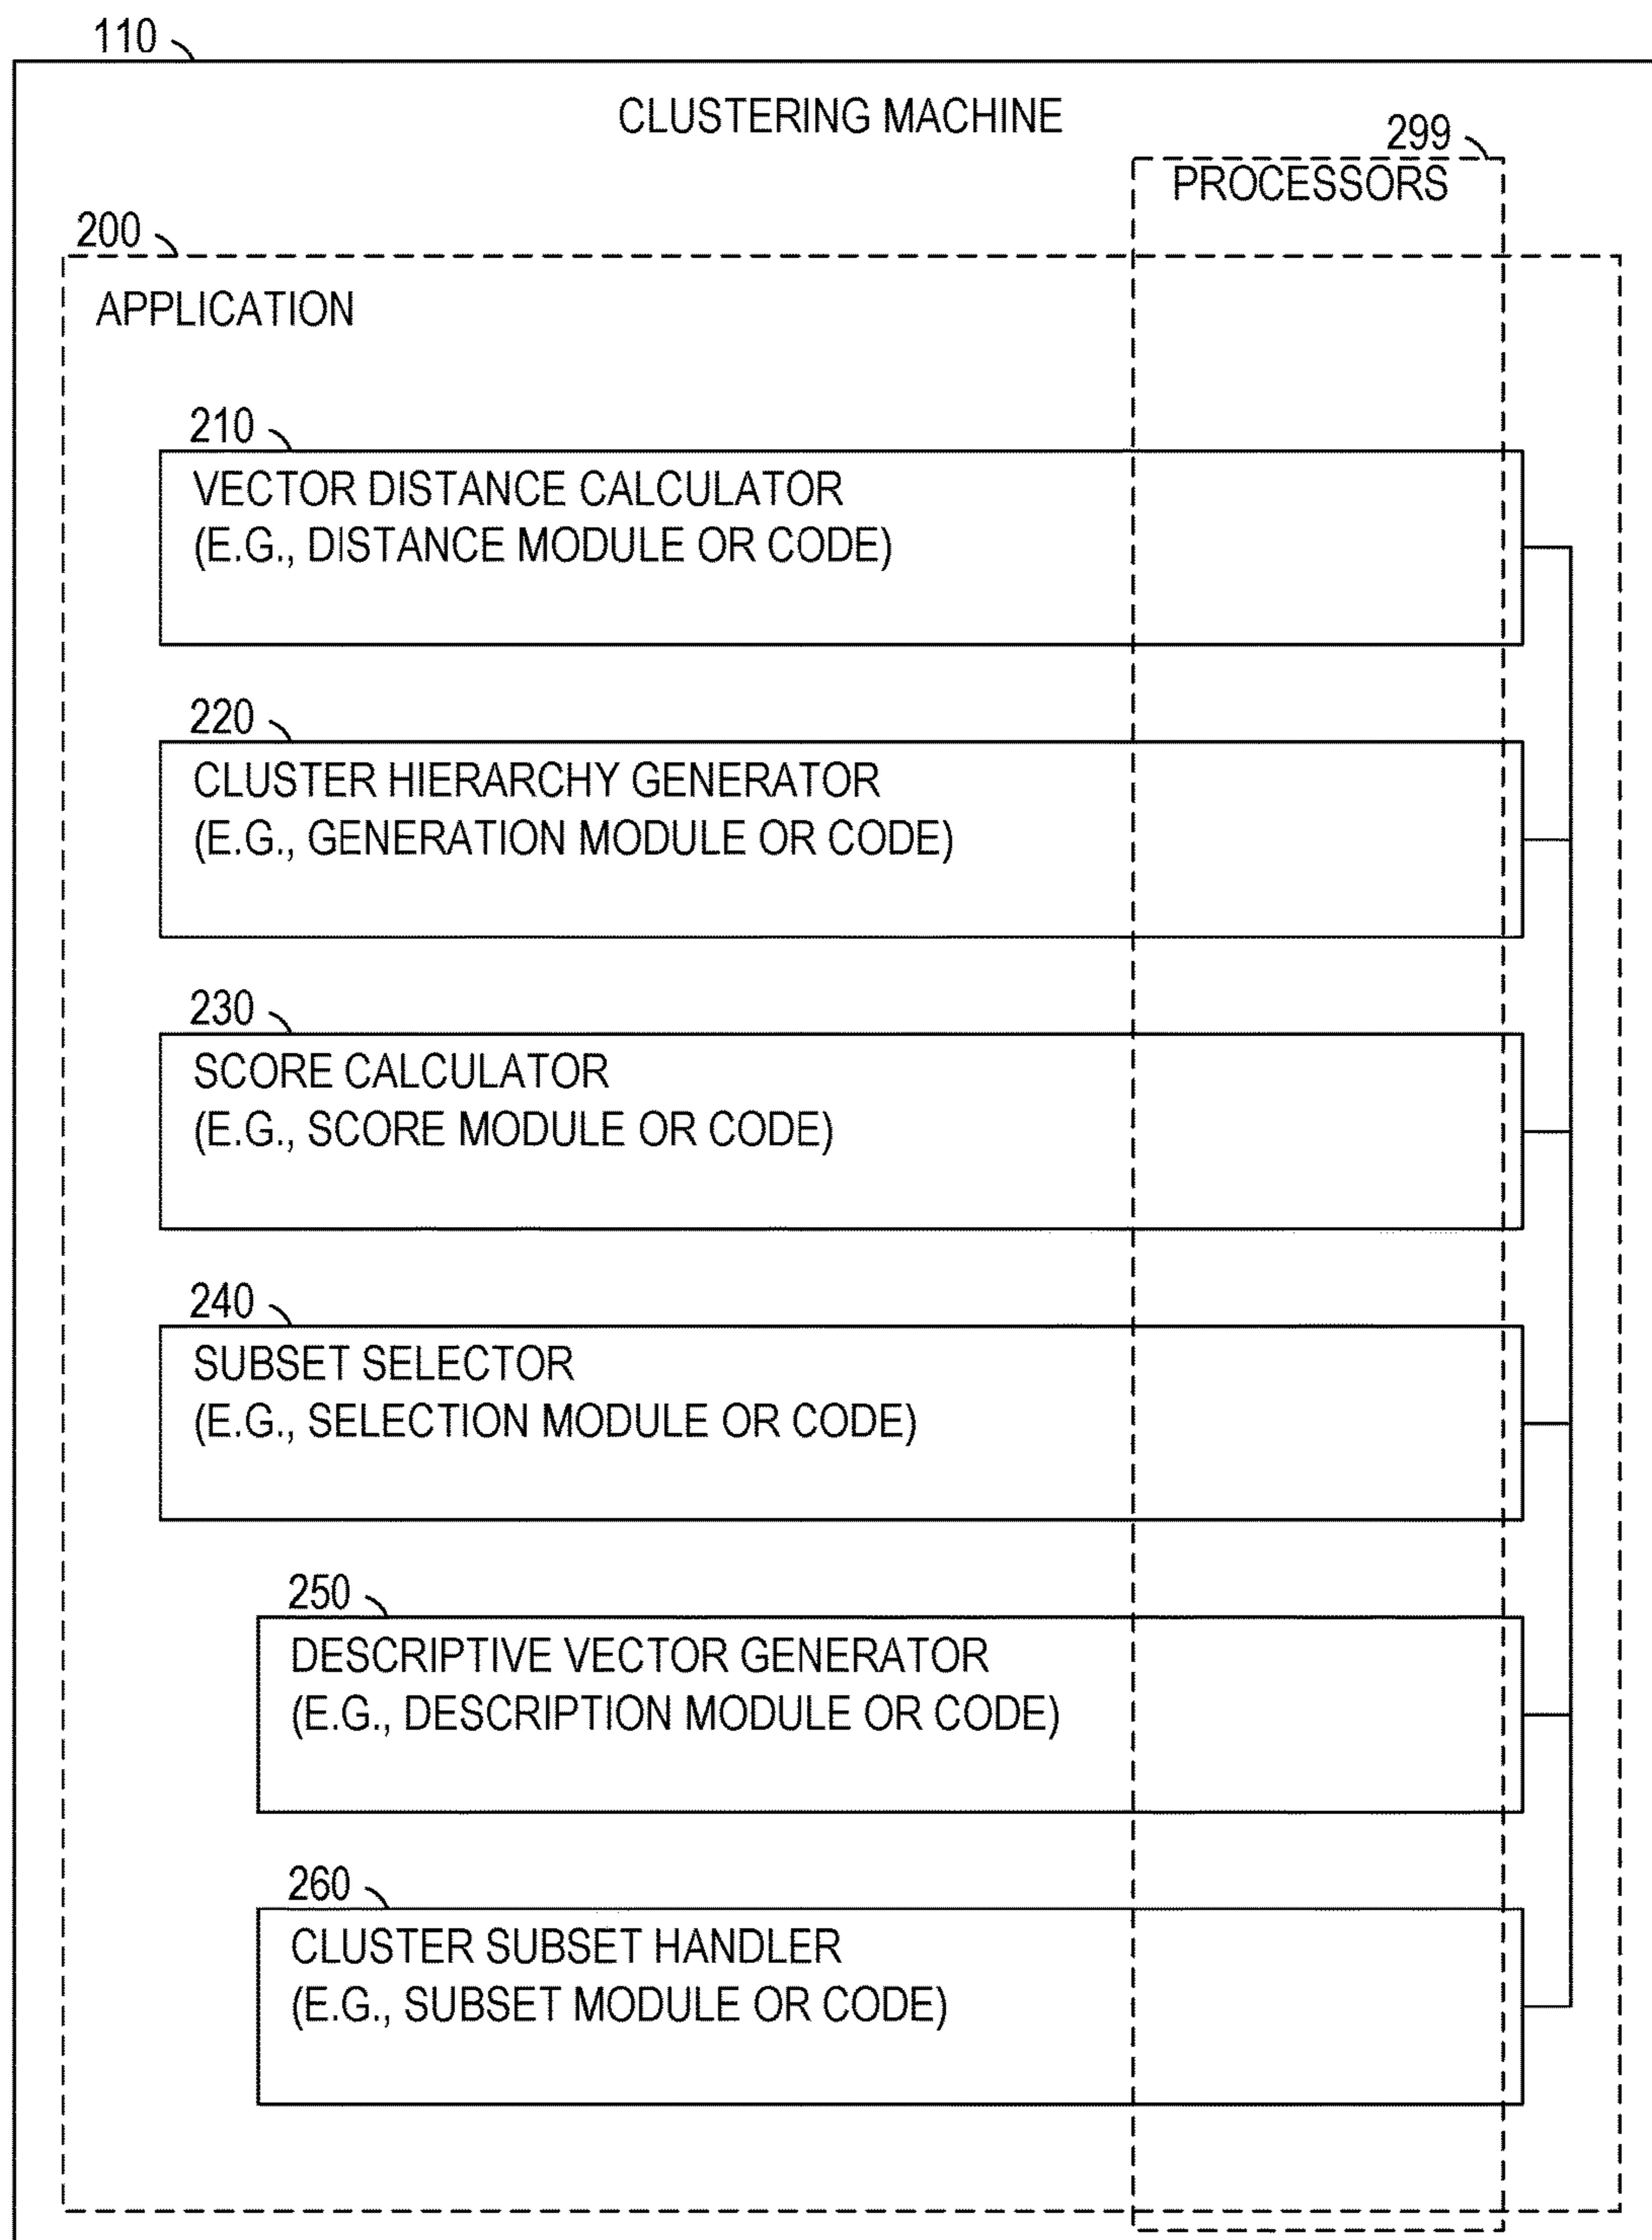 110
CLUSTERING MACHINE
299
PROCESSORS
200
APPLICATION
210
VECTOR DISTANCE CALCULATOR
(E.G., DISTANCE MODULE OR CODE)
220
CLUSTER HIERARCHY GENERATOR
(E.G., GENERATION MODULE OR CODE)
230
SCORE CALCULATOR
(E.G., SCORE MODULE OR CODE)
240
SUBSET SELECTOR
(E.G., SELECTION MODULE OR CODE)
250
DESCRIPTIVE VECTOR GENERATOR
(E.G., DESCRIPTION MODULE OR CODE)
260
CLUSTER SUBSET HANDLER
(E.G., SUBSET MODULE OR CODE)